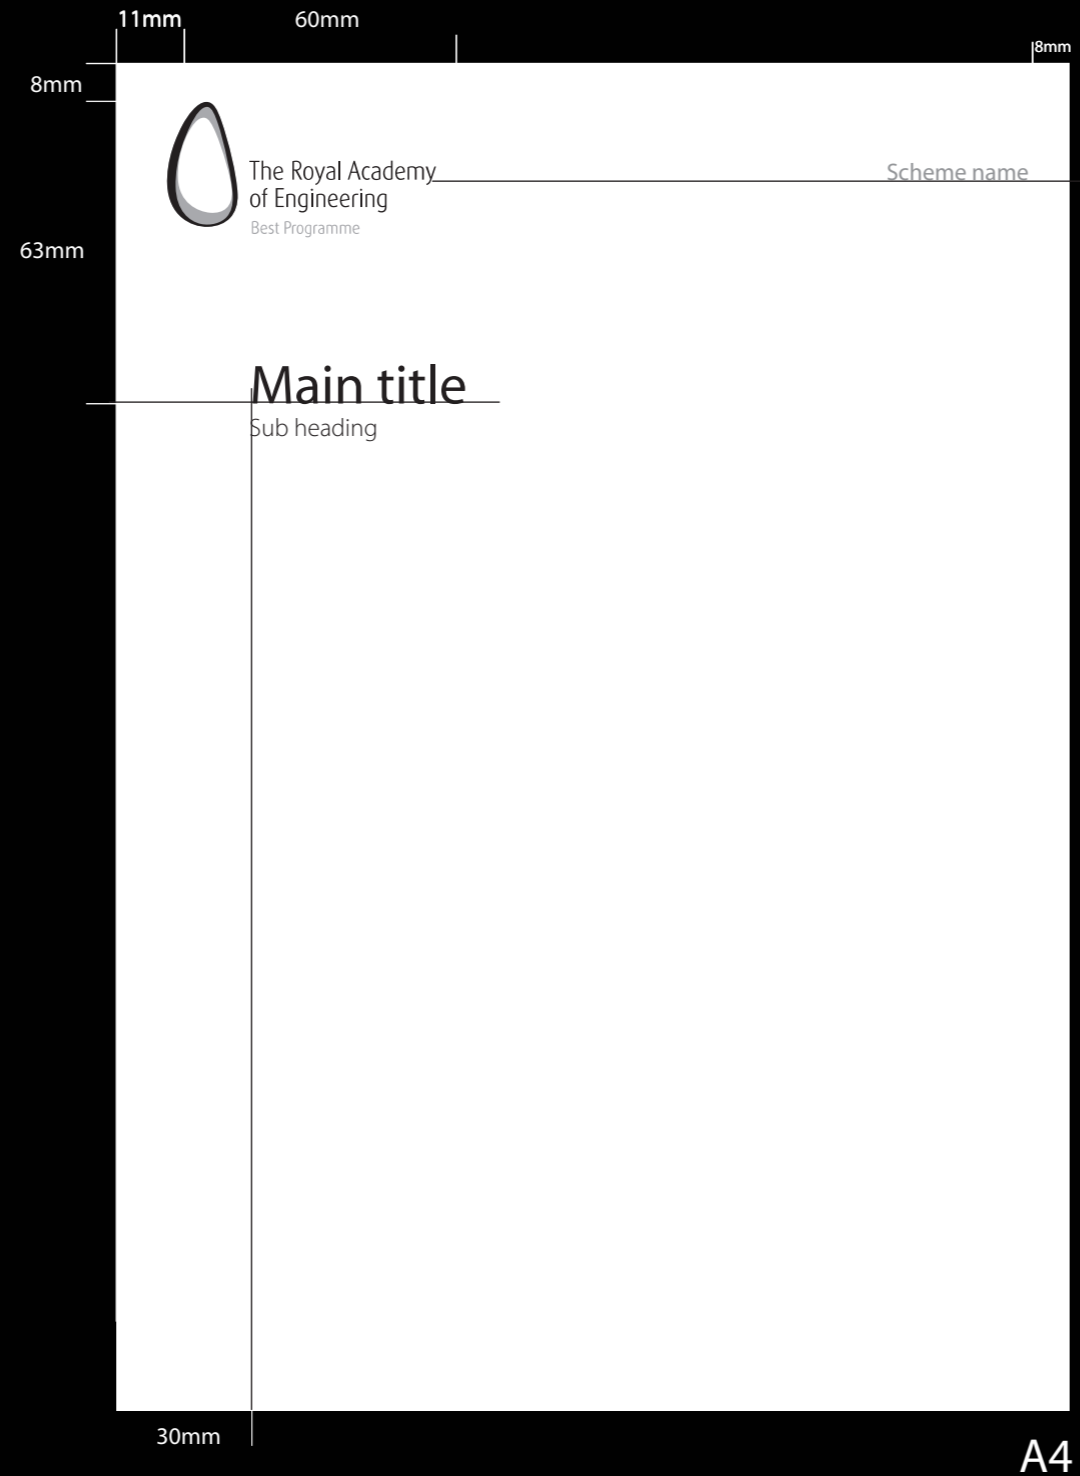 11mm
60mm
8mm
8mm
The Royal Academy
of Engineering
Best Programme
Scheme name
63mm
Main title
Sub heading
30mm
A4